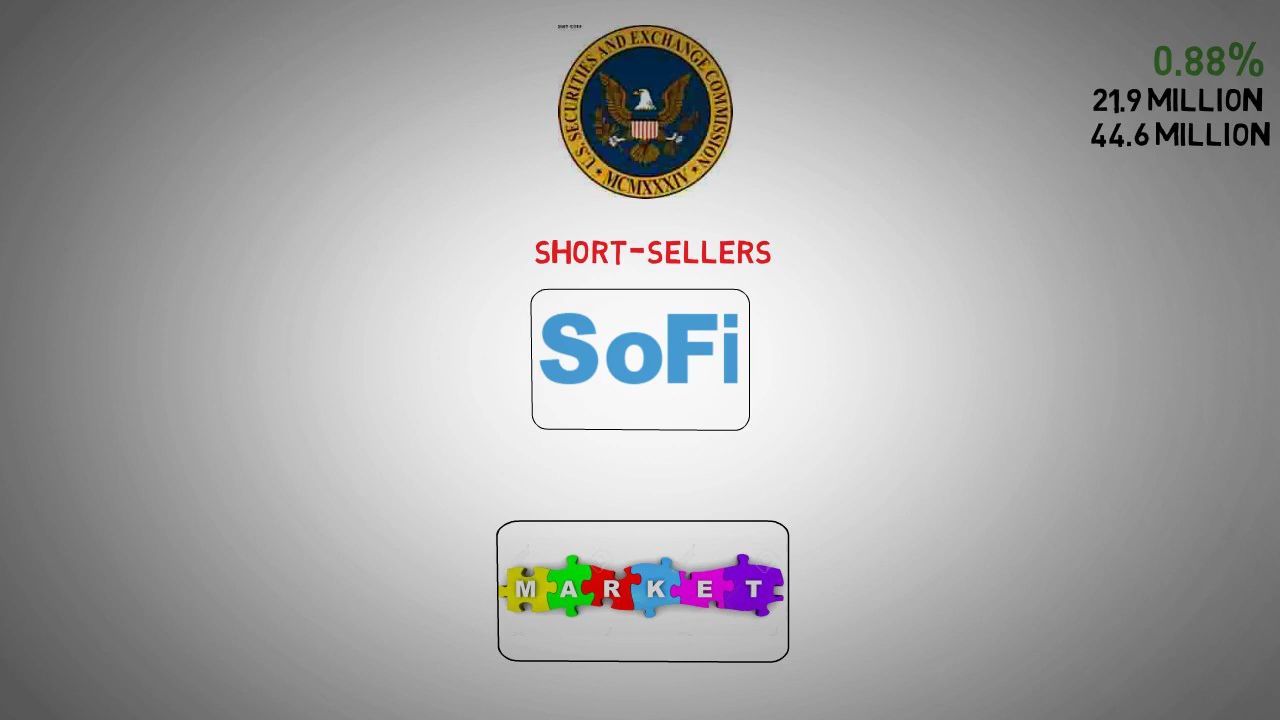 U.S. SECURITIES AND EXCHANGE COMMISSION
MCMXXXIV
0.88%
21.9 MILLION
44.6 MILLION
SHORT-SELLERS
SoFi
MARKET